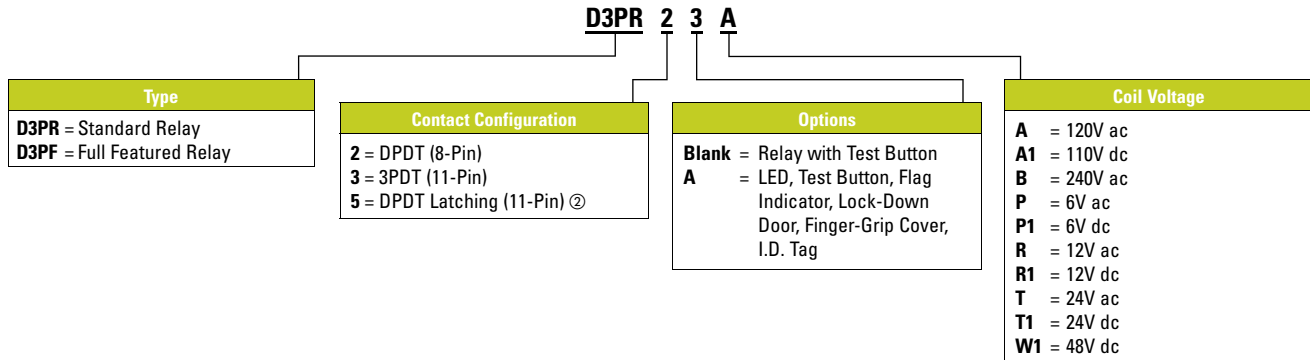 D3PR 2 3 A
Type
D3PR = Standard Relay
D3PF = Full Featured Relay
Contact Configuration
2 = DPDT (8-Pin)
3 = 3PDT (11-Pin)
5 = DPDT Latching (11-Pin) ②
Options
Blank = Relay with Test Button
A = LED, Test Button, Flag
Indicator, Lock-Down
Door, Finger-Grip Cover,
I.D. Tag
Coil Voltage
A = 120V ac
A1 = 110V dc
B = 240V ac
P = 6V ac
P1 = 6V dc
R = 12V ac
R1 = 12V dc
T = 24V ac
T1 = 24V dc
W1 = 48V dc